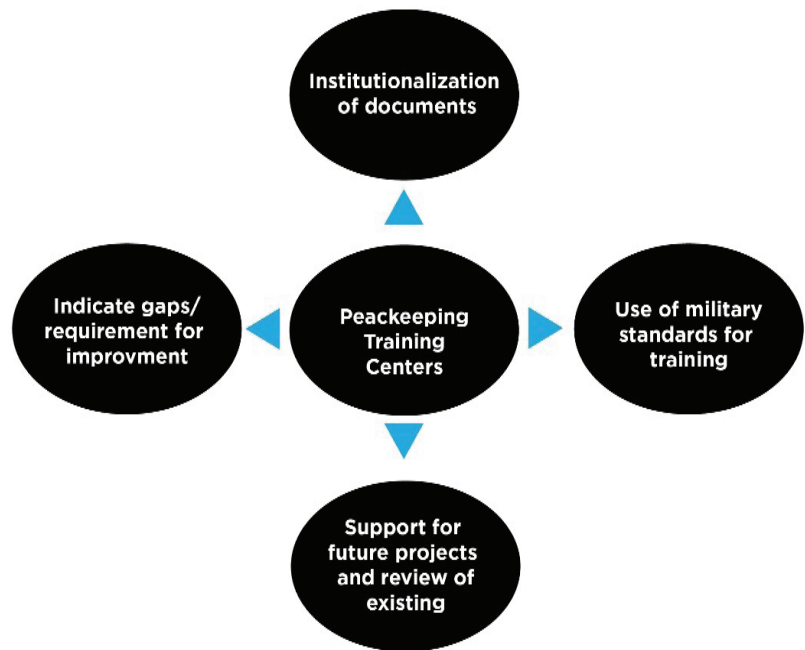 Institutionalization
of documents
Indicate gaps/
requirement for
improvment
Peackeeping
Training
Centers
Use of military
standards for
training
Support for
future projects
and review of
existing